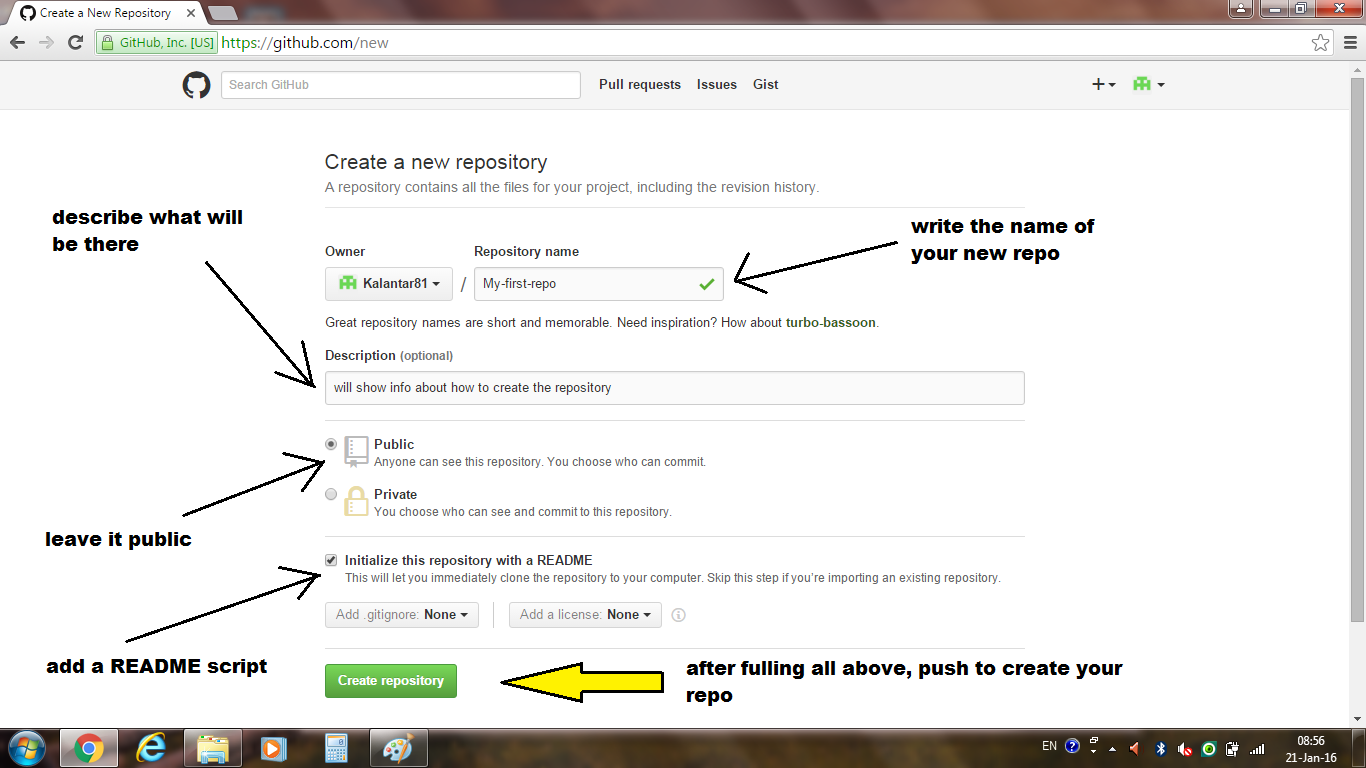 Create a New Repository
GitHub, Inc. [US] https://github.com/new
Search GitHub
Pull requests Issues Gist
Create a new repository
A repository contains all the files for your project, including the revision history.
describe what will
be there
write the name of
your new repo
Owner Repository name
Kalantar81 / My-first-repo
Great repository names are short and memorable. Need inspiration? How about turbo-bassoon.
Description (optional)
will show info about how to create the repository
Public
Anyone can see this repository. You choose who can commit.
Private
You choose who can see and commit to this repository.
leave it public
Initialize this repository with a README
This will let you immediately clone the repository to your computer. Skip this step if you’re importing an existing repository.
Add .gitignore: None Add a license: None
add a README script
Create repository
after fulling all above, push to create your
repo
EN
08:56
21-Jan-16